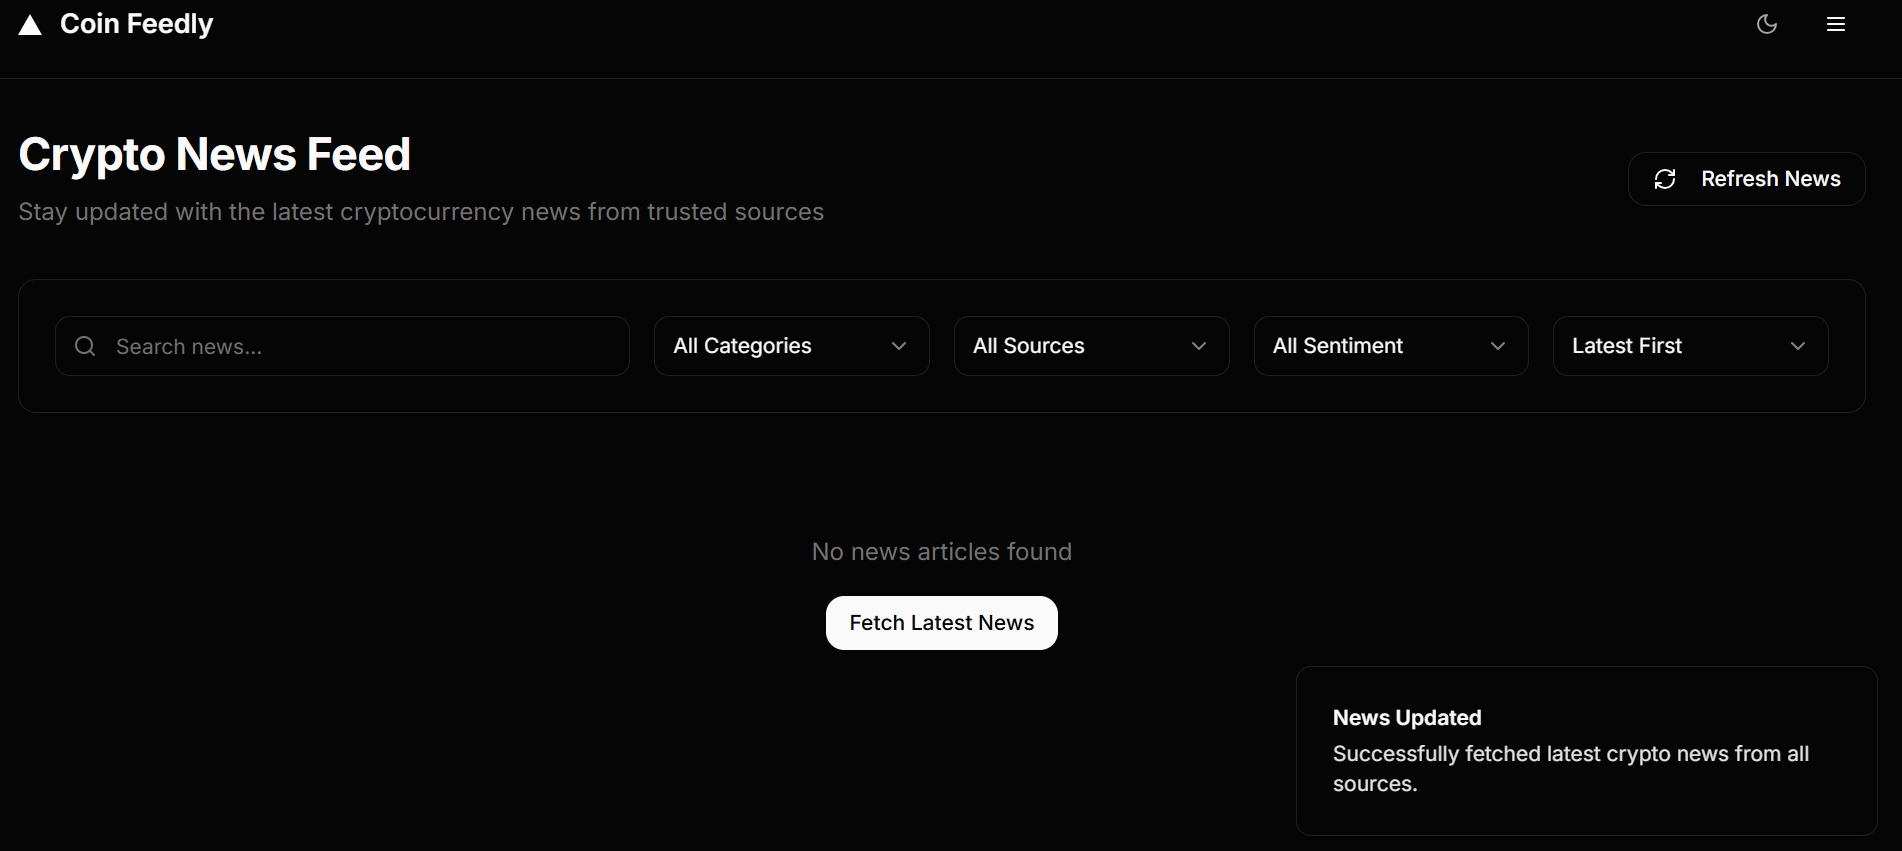 Coin Feedly
Crypto News Feed
Stay updated with the latest cryptocurrency news from trusted sources
Refresh News
Search news...
All Categories
All Sources
All Sentiment
Latest First
No news articles found
Fetch Latest News
News Updated
Successfully fetched latest crypto news from all
sources.